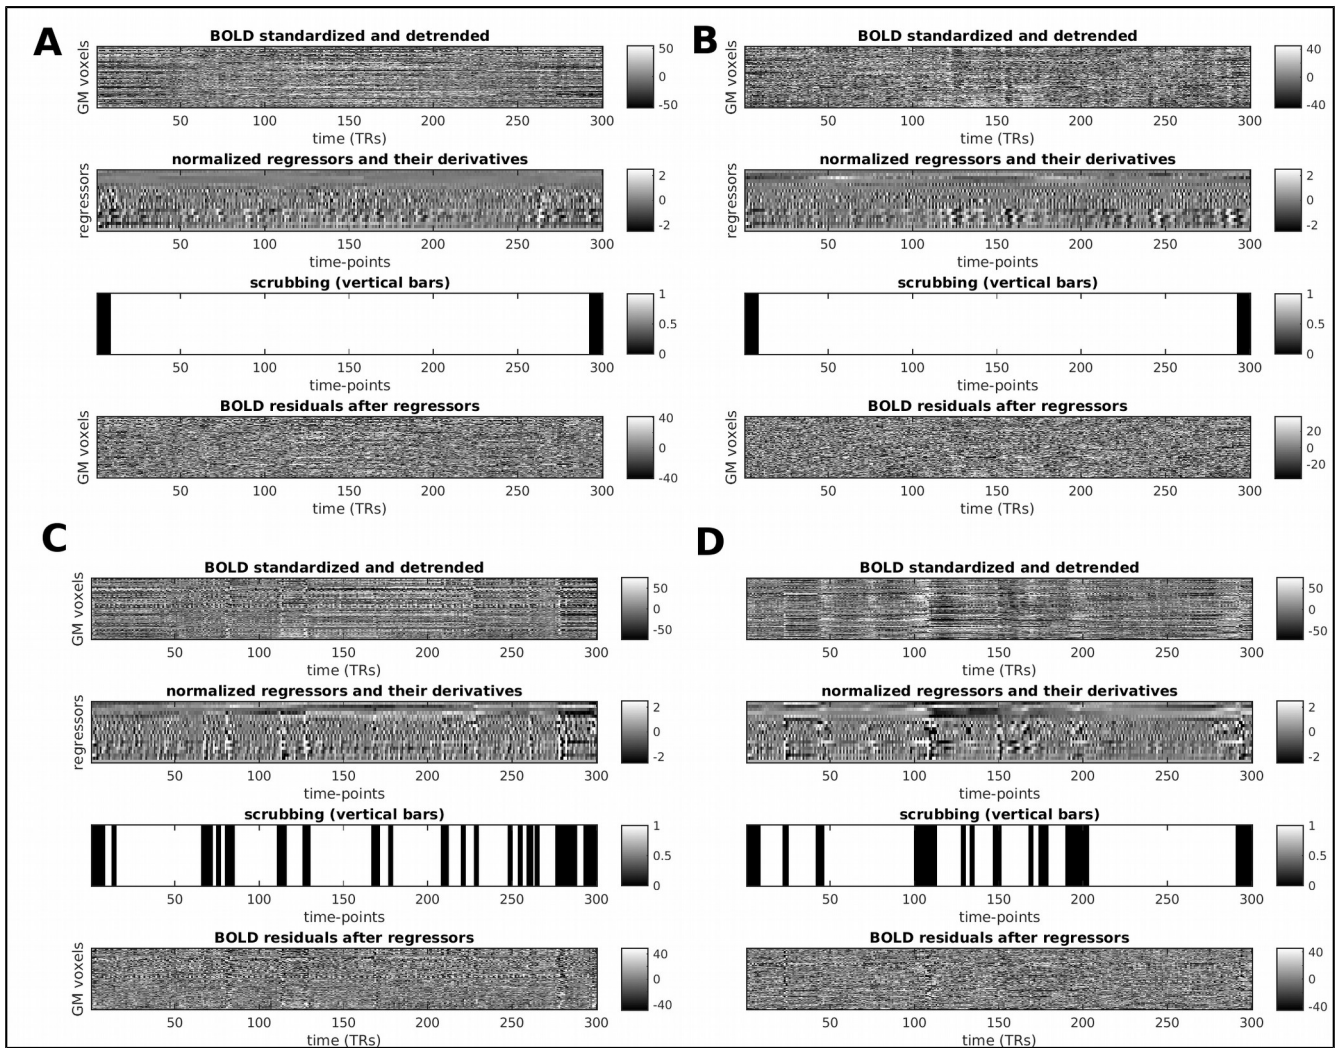 A
BOLD standardized and detrended
GM voxels
50
0
-50
50 100 150 200 250 300
time (TRs)
normalized regressors and their derivatives
regressors
2
0
-2
50 100 150 200 250 300
time-points
scrubbing (vertical bars)
1
0.5
0
50 100 150 200 250 300
time-points
BOLD residuals after regressors
GM voxels
40
0
-40
50 100 150 200 250 300
time (TRs)
B
BOLD standardized and detrended
GM voxels
40
0
-40
50 100 150 200 250 300
time (TRs)
normalized regressors and their derivatives
regressors
2
0
-2
50 100 150 200 250 300
time-points
scrubbing (vertical bars)
1
0.5
0
50 100 150 200 250 300
time-points
BOLD residuals after regressors
GM voxels
20
0
-20
50 100 150 200 250 300
time (TRs)
C
BOLD standardized and detrended
GM voxels
50
0
-50
50 100 150 200 250 300
time (TRs)
normalized regressors and their derivatives
regressors
2
0
-2
50 100 150 200 250 300
time-points
scrubbing (vertical bars)
1
0.5
0
50 100 150 200 250 300
time-points
BOLD residuals after regressors
GM voxels
40
0
-40
50 100 150 200 250 300
time (TRs)
D
BOLD standardized and detrended
50
0
-50
50 100 150 200 250 300
time (TRs)
normalized regressors and their derivatives
2
0
-2
50 100 150 200 250 300
time-points
scrubbing (vertical bars)
1
0.5
0
50 100 150 200 250 300
time-points
BOLD residuals after regressors
40
0
-40
50 100 150 200 250 300
time (TRs)